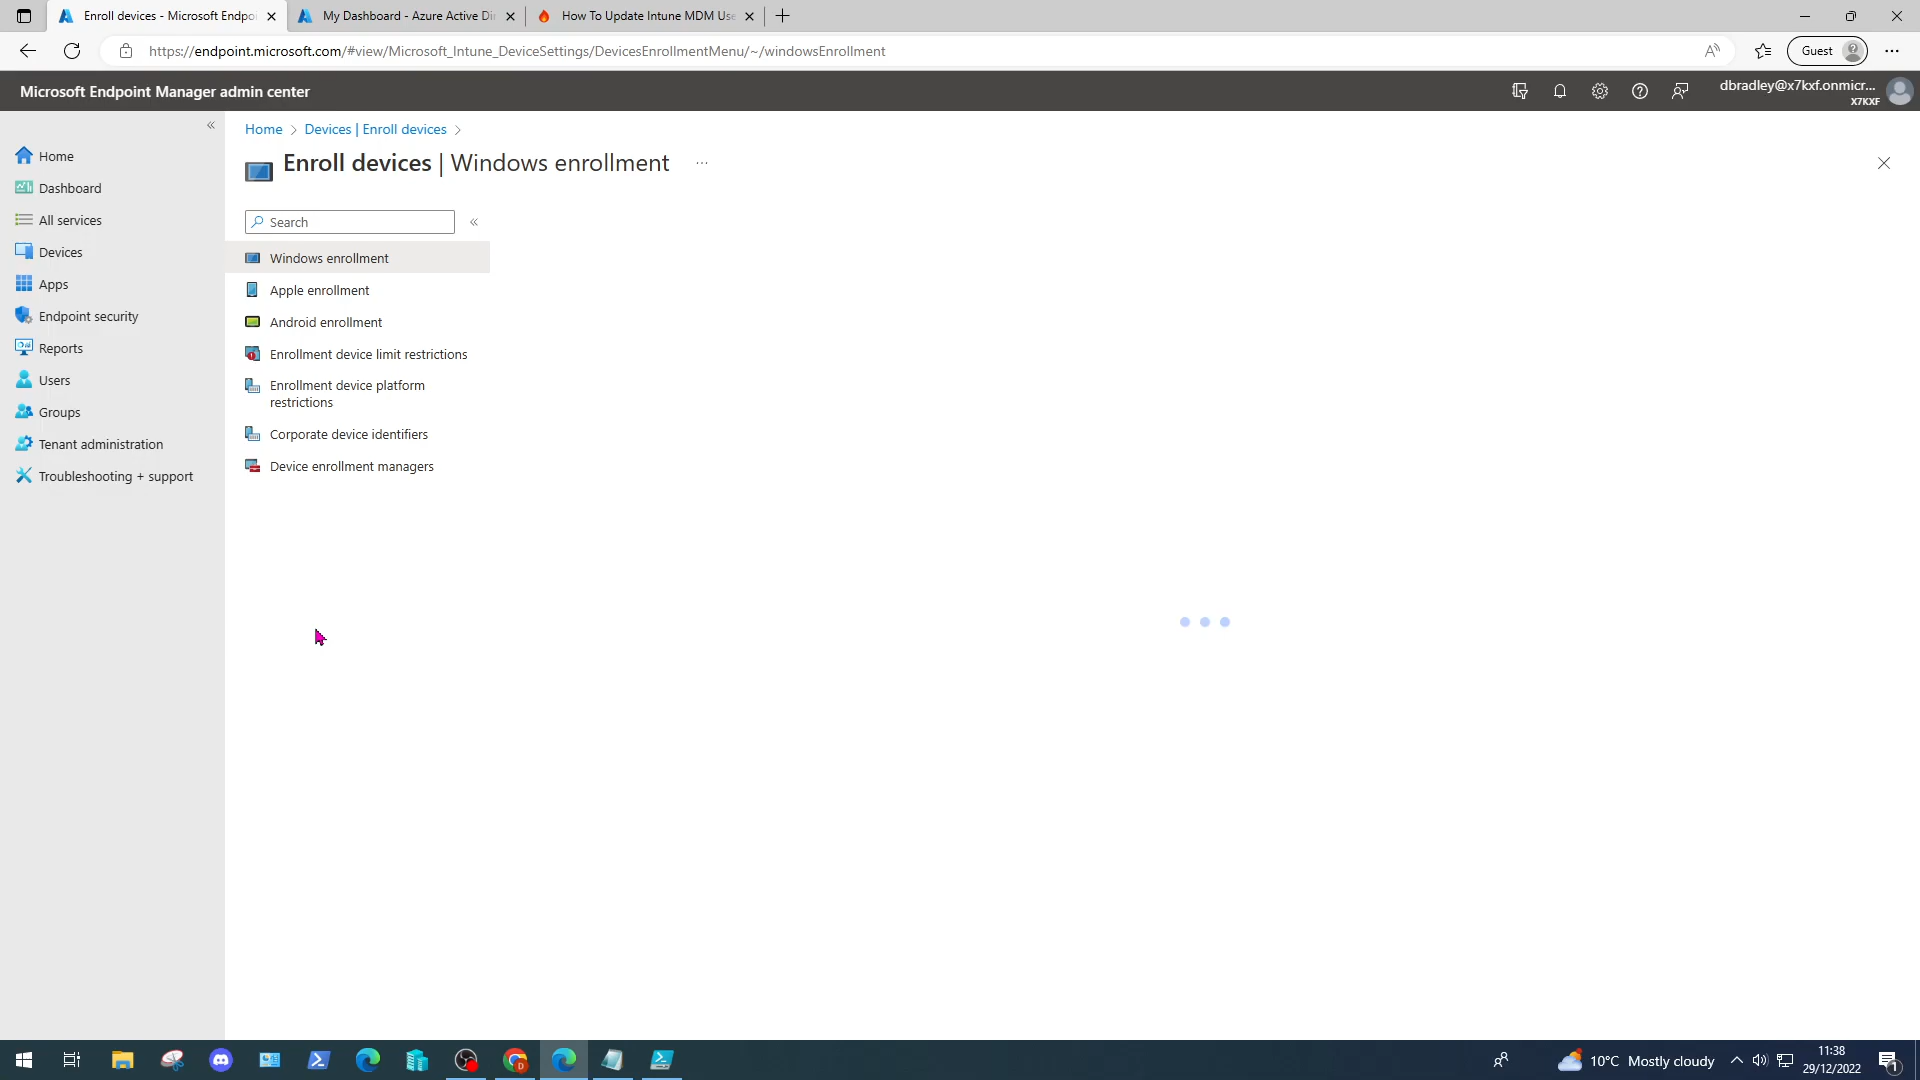 Enroll devices - Microsoft Endpo
My Dashboard - Azure Active Di
How To Update Intune MDM Use
https://endpoint.microsoft.com/#view/Microsoft_Intune_DeviceSettings/DevicesEnrollmentMenu/~/windowsEnrollment
Guest
Microsoft Endpoint Manager admin center
dbradley@x7kxf.onmicr...
X7KXF
Home
Dashboard
All services
Devices
Apps
Endpoint security
Reports
Users
Groups
Tenant administration
Troubleshooting + support
Home > Devices | Enroll devices >
Enroll devices | Windows enrollment ...
Search
Windows enrollment
Apple enrollment
Android enrollment
Enrollment device limit restrictions
Enrollment device platform
restrictions
Corporate device identifiers
Device enrollment managers
10°C Mostly cloudy
11:38
29/12/2022
1